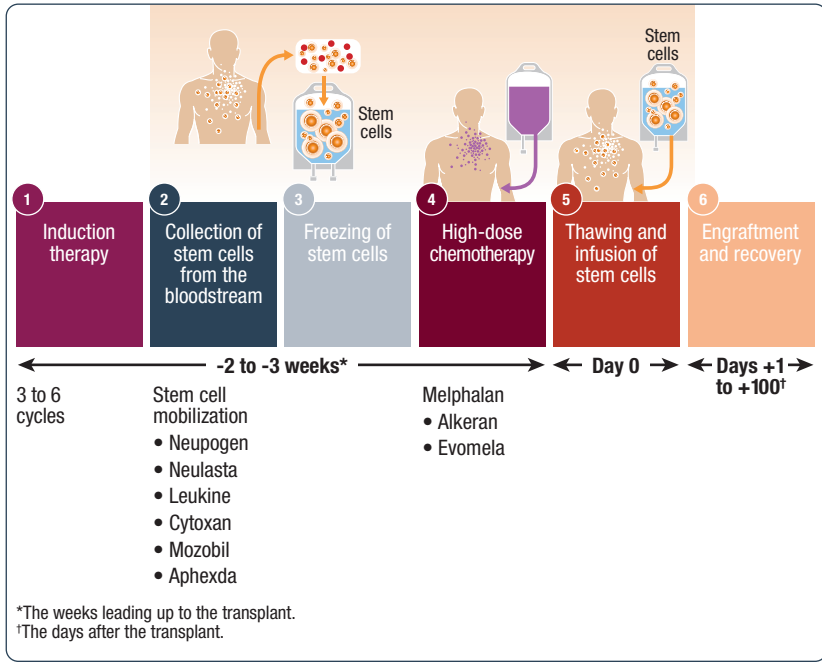 Stem
cells
Stem
cells
1
Induction
therapy
2
Collection of
stem cells
from the
bloodstream
3
Freezing of
stem cells
4
High-dose
chemotherapy
5
Thawing and
infusion of
stem cells
6
Engraftment
and recovery
-2 to -3 weeks*
Day 0
Days +1
to +100†
3 to 6
cycles
Stem cell
mobilization
• Neupogen
• Neulasta
• Leukine
• Cytoxan
• Mozobil
• Aphexda
Melphalan
• Alkeran
• Evomela
*The weeks leading up to the transplant.
†The days after the transplant.